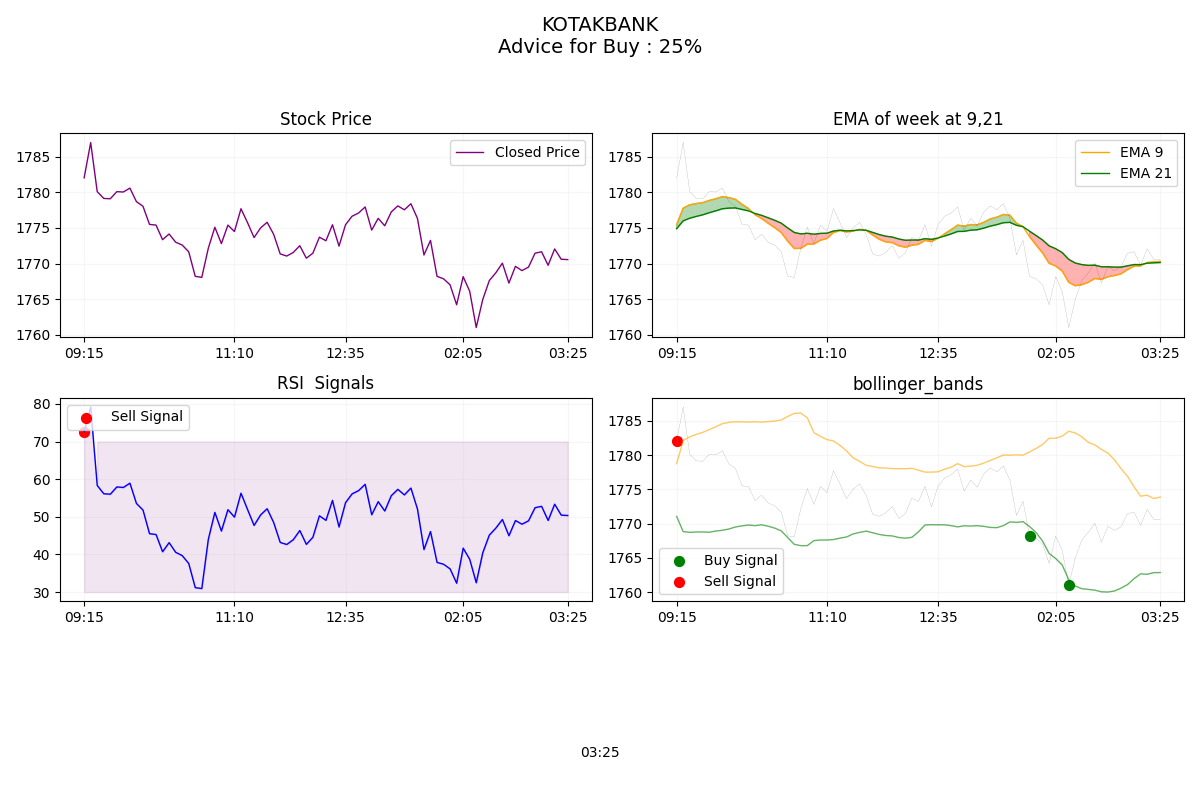 KOTAKBANK
Advice for Buy : 25%
Stock Price
Closed Price
1785
1780
1775
1770
1765
1760
09:15 11:10 12:35 02:05 03:25
EMA of week at 9,21
EMA 9
EMA 21
1785
1780
1775
1770
1765
1760
09:15 11:10 12:35 02:05 03:25
RSI  Signals
Sell Signal
80
70
60
50
40
30
09:15 11:10 12:35 02:05 03:25
bollinger_bands
1785
1780
1775
1770
1765
1760
Buy Signal
Sell Signal
09:15 11:10 12:35 02:05 03:25
03:25